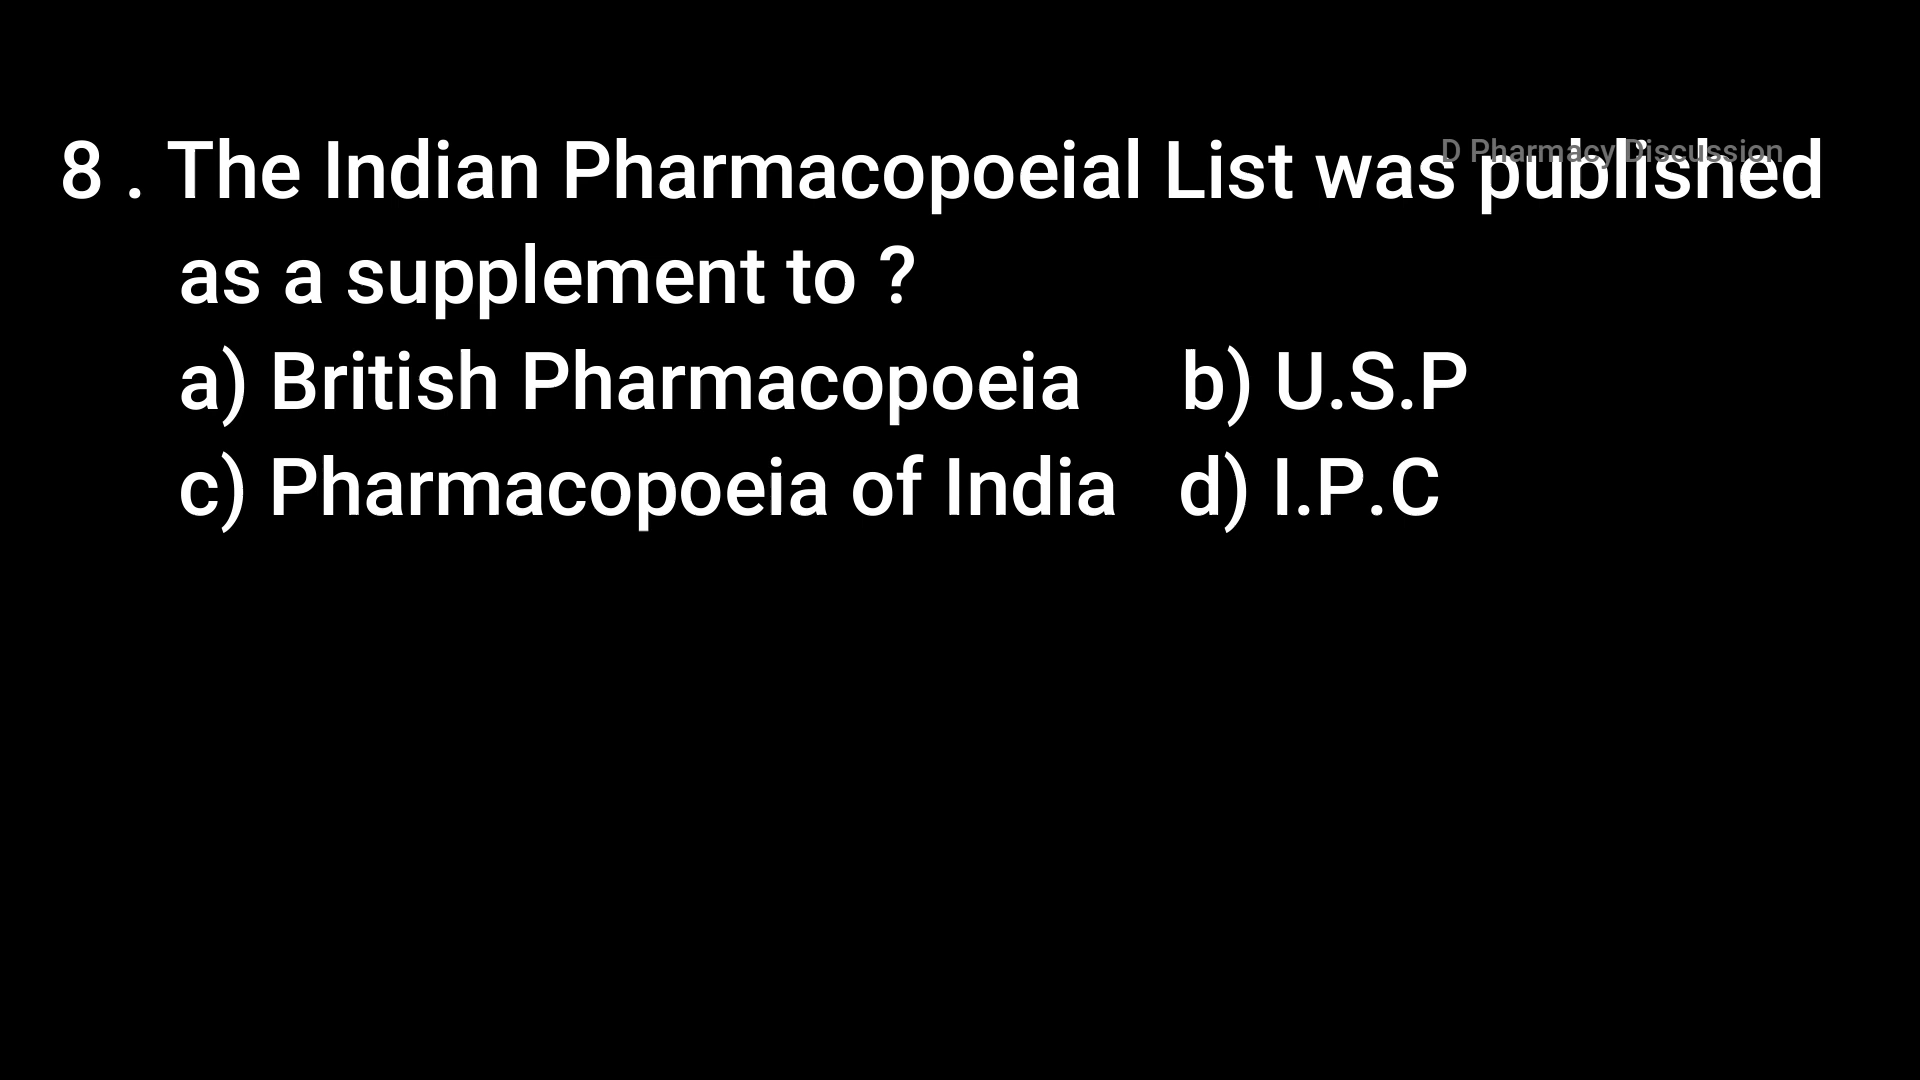 D Pharmacy Discussion
8 . The Indian Pharmacopoeial List was published
as a supplement to ?
a) British Pharmacopoeia b) U.S.P
c) Pharmacopoeia of India d) I.P.C